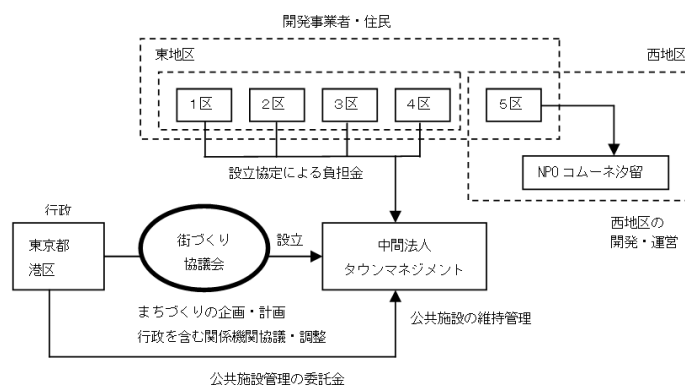 開発事業者・住民
東地区
西地区
1区
2区
3区
4区
5区
設立協定による負担金
NPOコムーネ汐留
行政
西地区の
開発・運営
東京都
港区
街づくり
協議会
設立
中間法人
タウンマネジメント
まちづくりの企画・計画
行政を含む関係機関協議・調整
公共施設の維持管理
公共施設管理の委託金